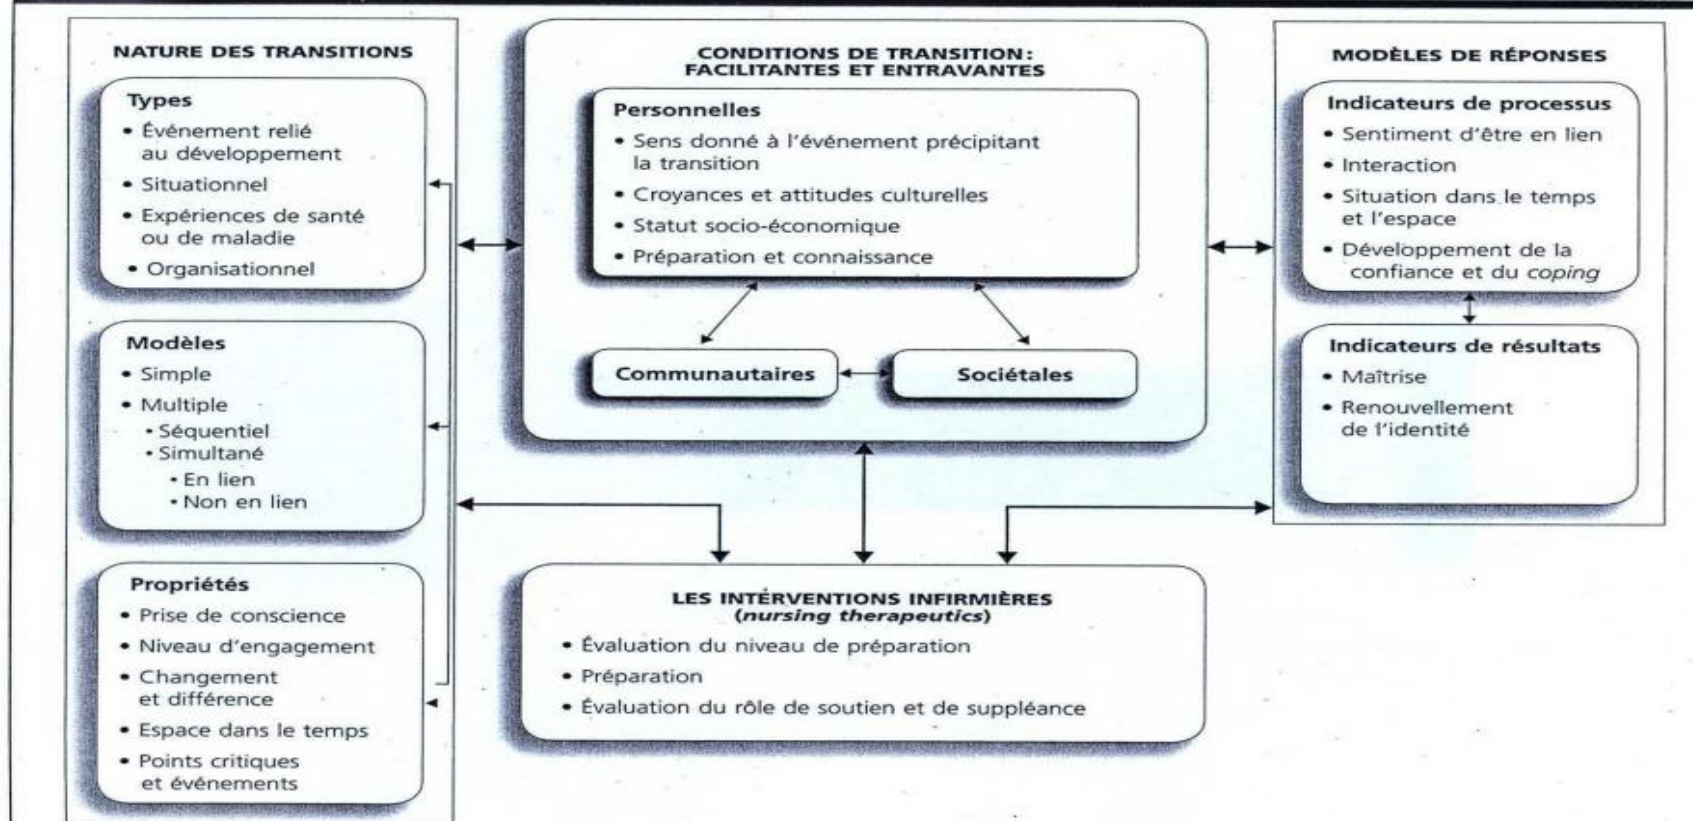 NATURE DES TRANSITIONS
Types
• Événement relié
au développement
• Situationnel
• Expériences de santé
ou de maladie
• Organisationnel
Modèles
• Simple
• Multiple
• Séquentiel
• Simultané
• En lien
• Non en lien
Propriétés
• Prise de conscience
• Niveau d'engagement
• Changement
et différence
• Espace dans le temps
• Points critiques
et événements
CONDITIONS DE TRANSITION:
FACILITANTES ET ENTRAVANTES
Personnelles
• Sens donné à l'événement précipitant
la transition
• Croyances et attitudes culturelles
• Statut socio-économique
• Préparation et connaissance
Communautaires
Sociétales
LES INTERVENTIONS INFIRMIÈRES
(nursing therapeutics)
• Évaluation du niveau de préparation
• Préparation
• Évaluation du rôle de soutien et de suppléance
MODÈLES DE RÉPONSES
Indicateurs de processus
• Sentiment d'être en lien
• Interaction
• Situation dans le temps
et l'espace
• Développement de la
confiance et du coping
Indicateurs de résultats
• Maîtrise
• Renouvellement
de l'identité